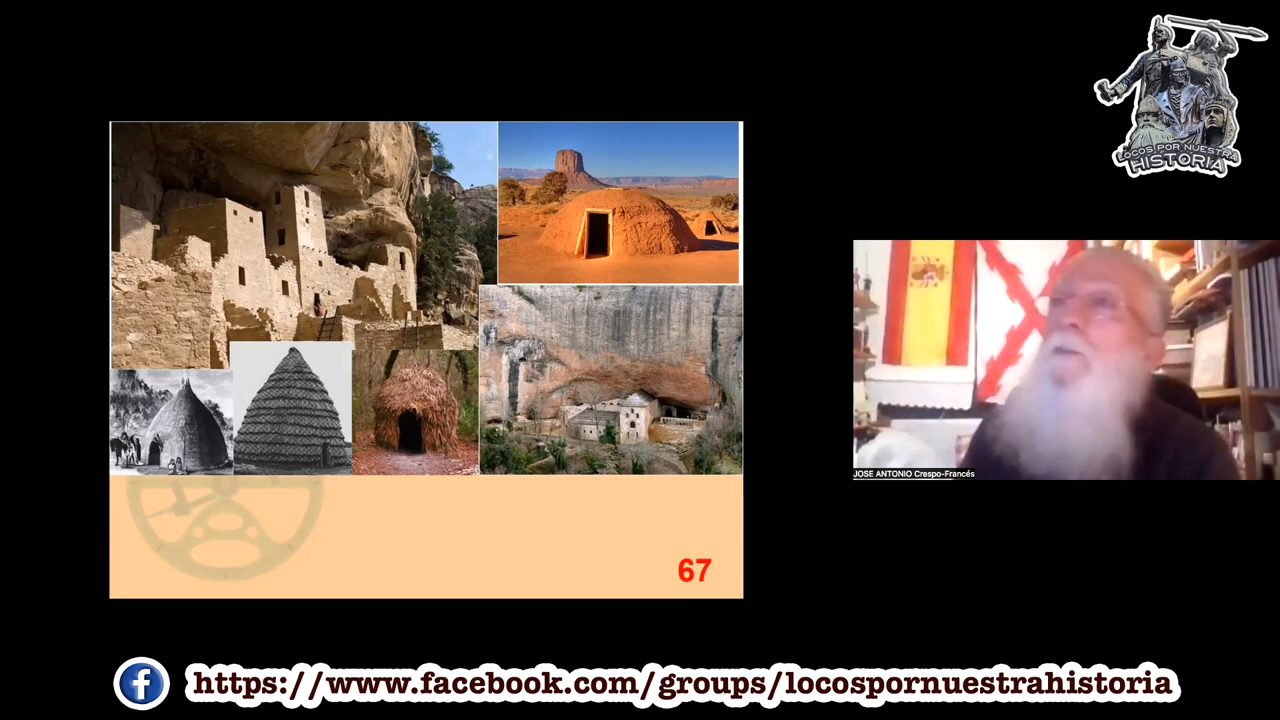 LOCOS POR NUESTRA
HISTORIA
JOSE ANTONIO Crespo-Francés
67
https://www.facebook.com/groups/locospornuestrahistoria